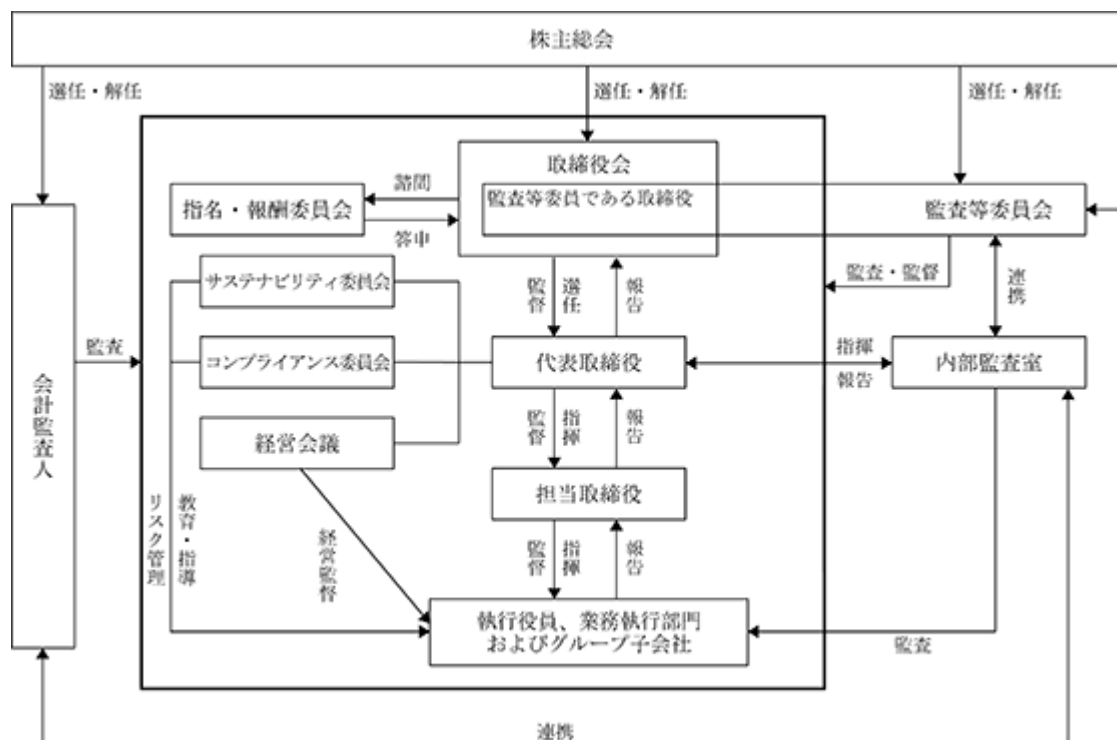 株主総会
選任・解任
選任・解任
選任・解任
取締役会
諮問
指名・報酬委員会
監査等委員である取締役
監査等委員会
答申
サステナビリティ委員会
監督
選任
報告
監査・監督
連携
監査
コンプライアンス委員会
代表取締役
指揮
報告
内部監査室
会計監査人
経営会議
監督
指揮
報告
担当取締役
リスク管理
教育・指導
経営監督
監督
指揮
報告
執行役員、業務執行部門
およびグループ子会社
監査
連携